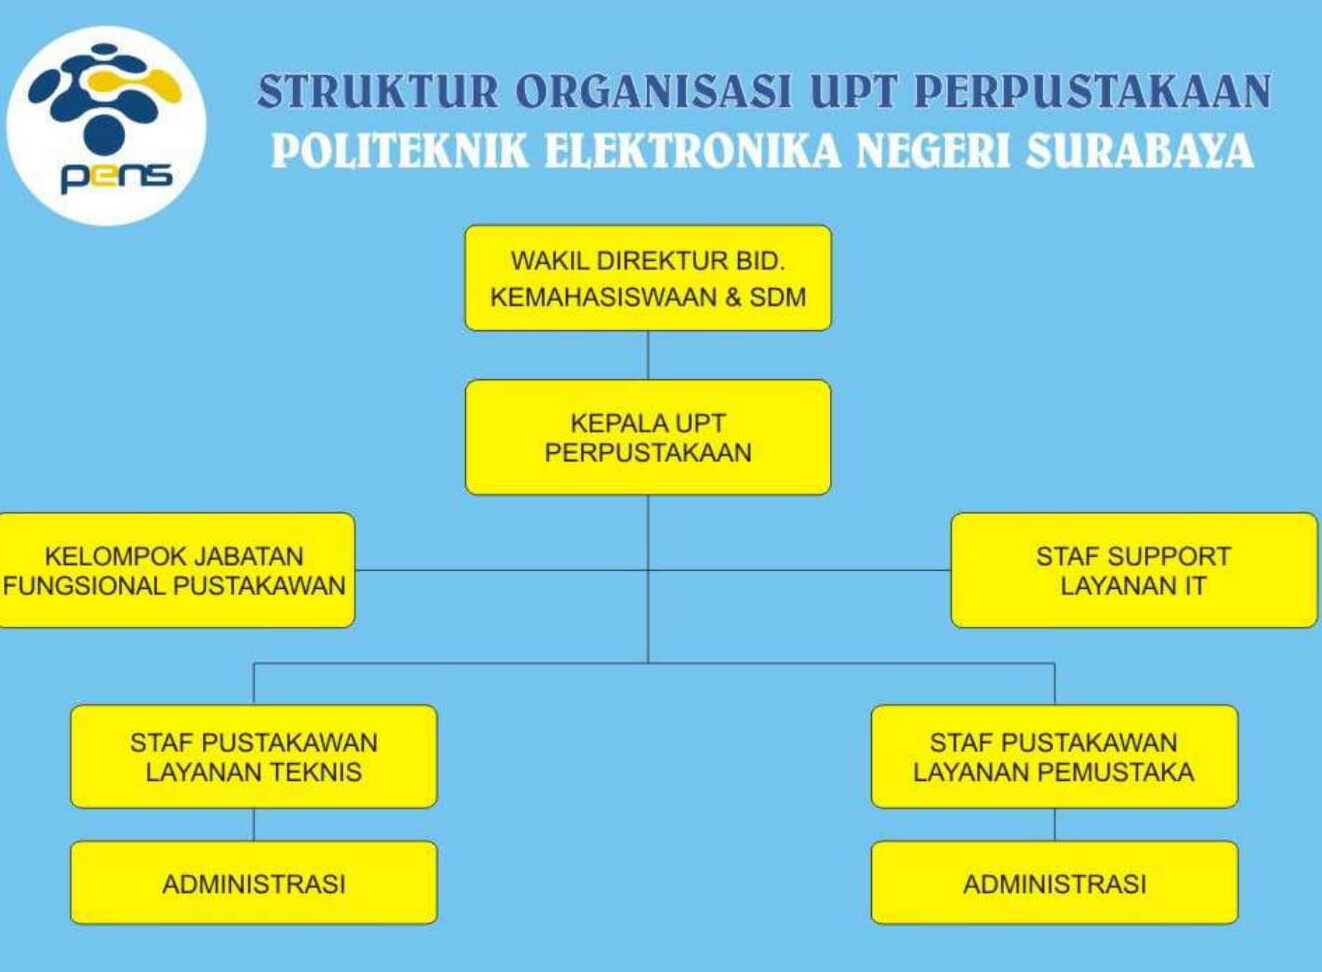 pens
STRUKTUR ORGANISASI UPT PERPUSTAKAAN
POLITEKNIK ELEKTRONIKA NEGERI SURABAYA
WAKIL DIREKTUR BID.
KEMAHASISWAAN & SDM
KEPALA UPT
PERPUSTAKAAN
KELOMPOK JABATAN
FUNGSIONAL PUSTAKAWAN
STAF SUPPORT
LAYANAN IT
STAF PUSTAKAWAN
LAYANAN TEKNIS
STAF PUSTAKAWAN
LAYANAN PEMUSTAKA
ADMINISTRASI
ADMINISTRASI